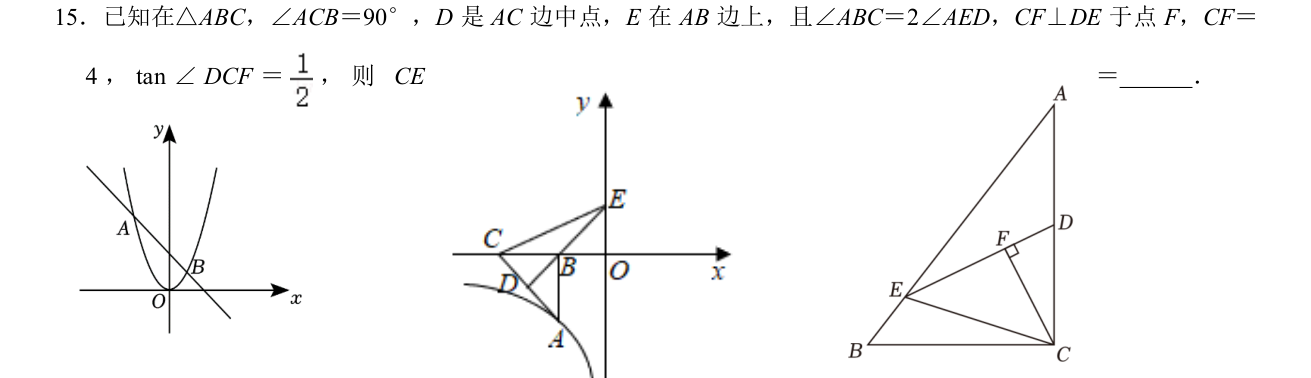 15. 已知在△ABC，∠ACB＝90°，D 是 AC 边中点，E 在 AB 边上，且∠ABC＝2∠AED，CF⊥DE 于点 F，CF＝
4，tan∠DCF＝1/2，则 CE ＝______．
y
A
B
O
x
y
E
C
B
O
x
D
A
A
D
F
E
B
C